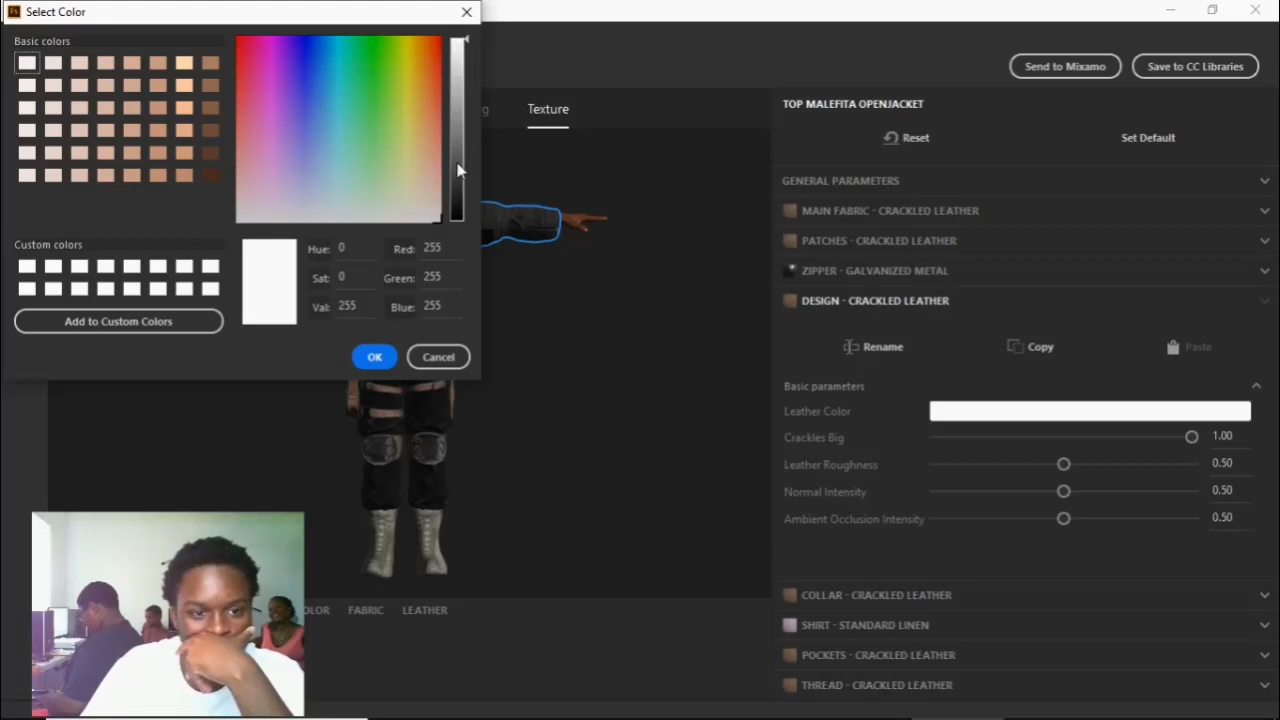 Fs Select Color
Basic colors
Custom colors
Add to Custom Colors
Hue: 0 Red: 255
Sat: 0 Green: 255
Val: 255 Blue: 255
OK Cancel
Send to Mixamo Save to CC Libraries
g Texture
TOP MALEFITA OPENJACKET
Reset Set Default
GENERAL PARAMETERS
MAIN FABRIC - CRACKLED LEATHER
PATCHES - CRACKLED LEATHER
ZIPPER - GALVANIZED METAL
DESIGN - CRACKLED LEATHER
Rename Copy Paste
Basic parameters
Leather Color
Crackles Big 1.00
Leather Roughness 0.50
Normal Intensity 0.50
Ambient Occlusion Intensity 0.50
COLLAR - CRACKLED LEATHER
SHIRT - STANDARD LINEN
POCKETS - CRACKLED LEATHER
THREAD - CRACKLED LEATHER
OLOR FABRIC LEATHER